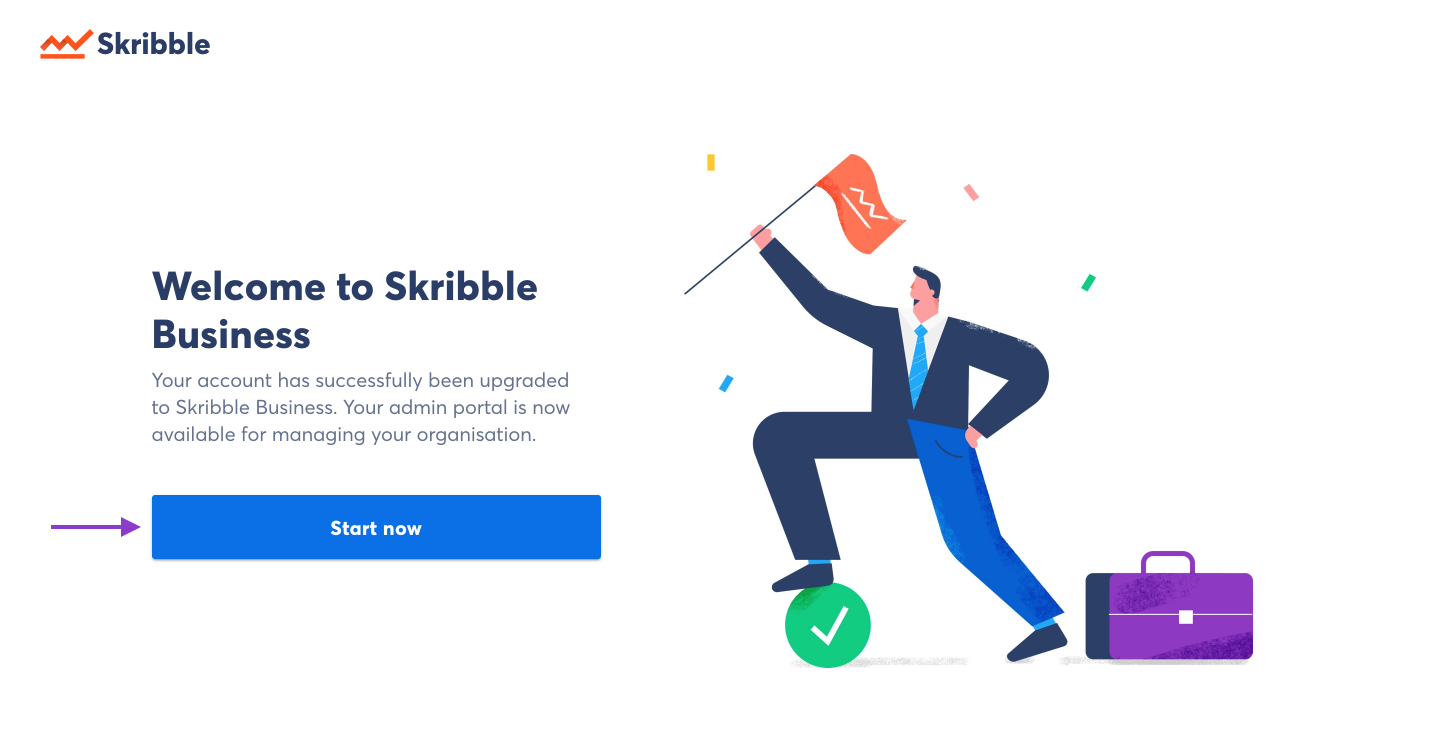 Skribble
Welcome to Skribble
Business
Your account has successfully been upgraded
to Skribble Business. Your admin portal is now
available for managing your organisation.
Start now